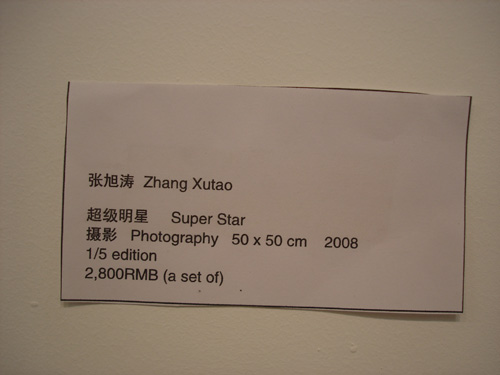 张旭涛 Zhang Xutao
超级明星 Super Star
摄影 Photography 50 x 50 cm 2008
1/5 edition
2,800RMB (a set of)